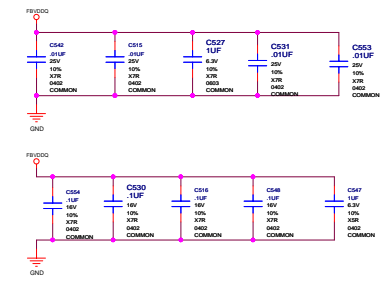 FBVDDQ
C542
.01UF
25V
10%
X7R
0402
COMMON
C515
.01UF
25V
10%
X7R
0402
COMMON
C527
1UF
6.3V
10%
X7R
0603
COMMON
C531
.01UF
25V
10%
X7R
0402
COMMON
C553
.01UF
25V
10%
X7R
0402
COMMON
GND
FBVDDQ
C554
.1UF
16V
10%
X7R
0402
COMMON
C530
.1UF
16V
10%
X7R
0402
COMMON
C516
.1UF
16V
10%
X7R
0402
COMMON
C548
.1UF
16V
10%
X7R
0402
COMMON
C547
1UF
6.3V
10%
X5R
0402
COMMON
GND